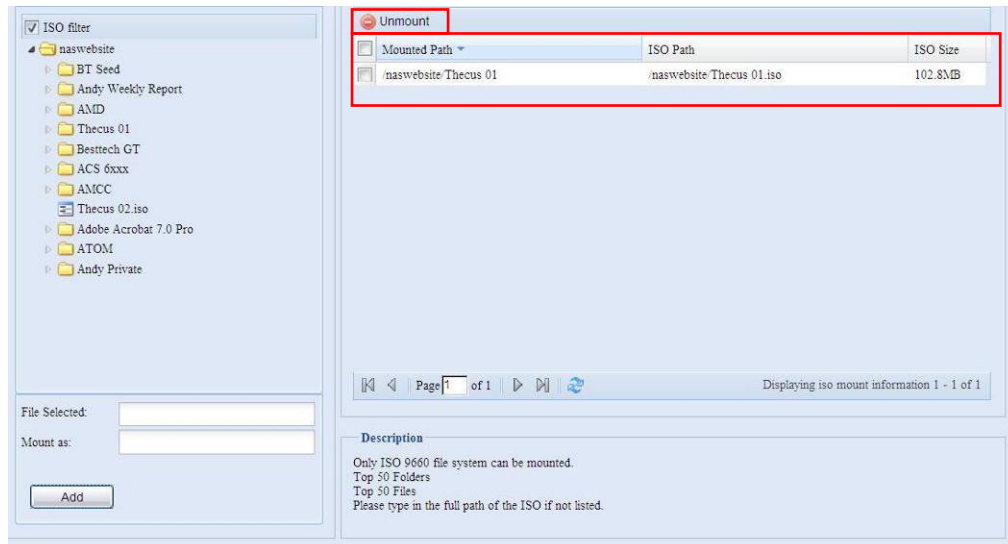 ISO filter
naswebsite
BT Seed
Andy Weekly Report
AMD
Thecus 01
Besttech GT
ACS 6xxx
AMCC
Thecus 02.iso
Adobe Acrobat 7.0 Pro
ATOM
Andy Private
File Selected:
Mount as:
Add
Unmount
Mounted Path ISO Path ISO Size
/naswebsite/Thecus 01 /naswebsite/Thecus 01.iso 102.8MB
Page 1 of 1 Displaying iso mount information 1 - 1 of 1
Description
Only ISO 9660 file system can be mounted.
Top 50 Folders
Top 50 Files
Please type in the full path of the ISO if not listed.